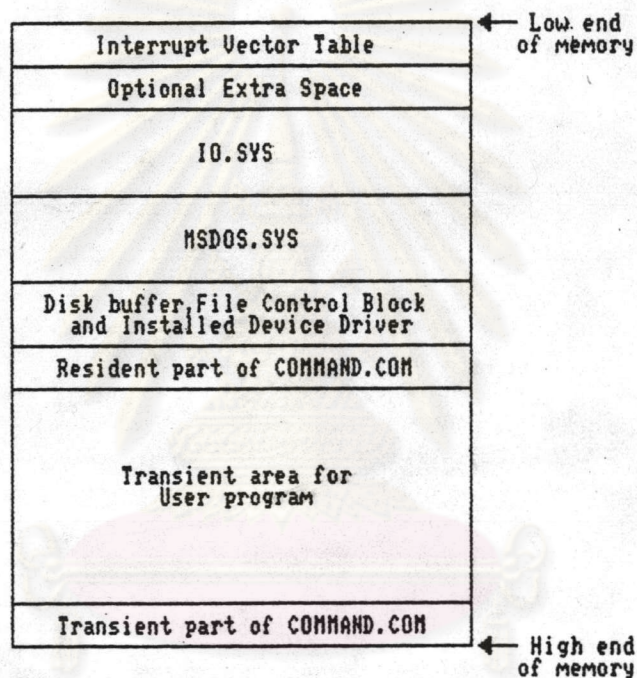 Low end
of memory
Interrupt Vector Table
Optional Extra Space
IO.SYS
MSDOS.SYS
Disk buffer,File Control Block
and Installed Device Driver
Resident part of COMMAND.COM
Transient area for
User program
Transient part of COMMAND.COM
High end
of memory